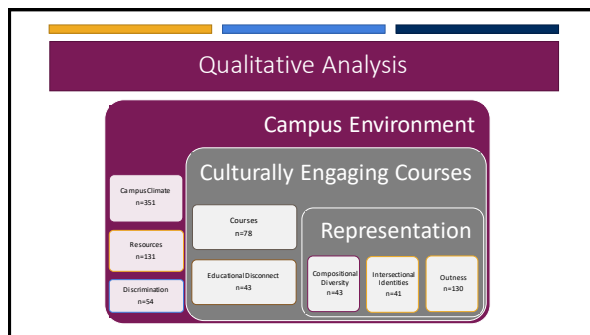 Qualitative Analysis
Campus Environment
Culturally Engaging Courses
Representation
Campus Climate
n=351
Resources
n=131
Discrimination
n=54
Courses
n=78
Educational Disconnect
n=43
Compositional
Diversity
n=43
Intersectional
Identities
n=41
Outness
n=130